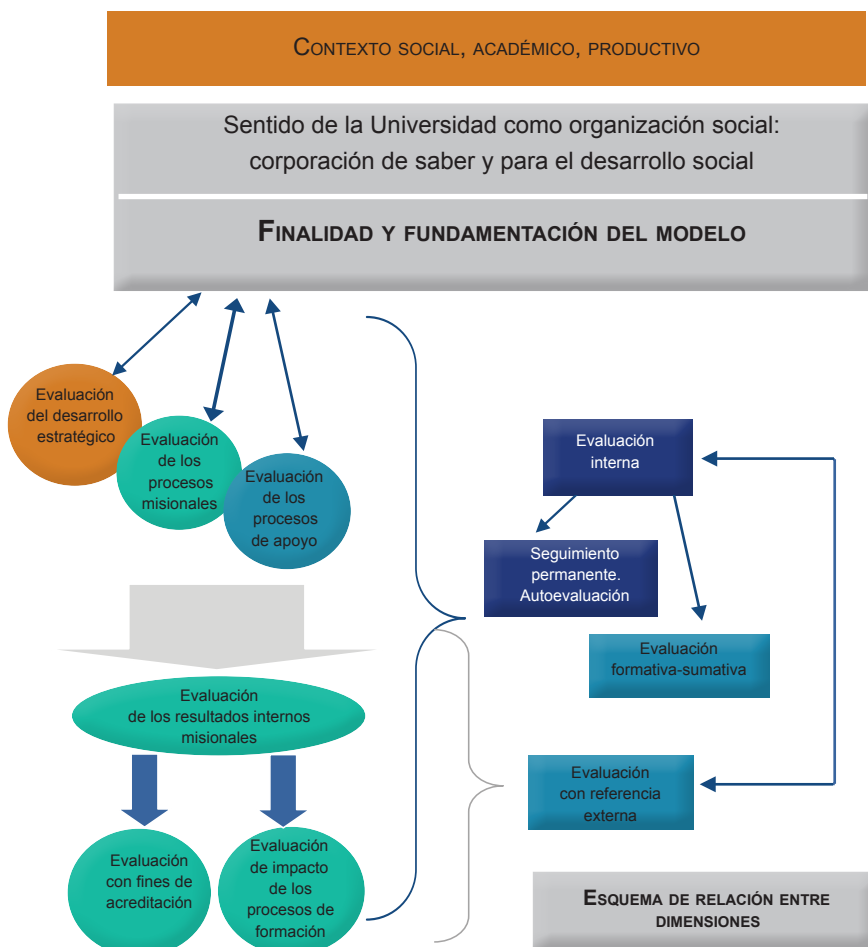 CONTEXTO SOCIAL, ACADÉMICO, PRODUCTIVO
Sentido de la Universidad como organización social:
corporación de saber y para el desarrollo social
FINALIDAD Y FUNDAMENTACIÓN DEL MODELO
Evaluación
del desarrollo
estratégico
Evaluación
de los
procesos
misionales
Evaluación
de los
procesos
de apoyo
Evaluación
interna
Seguimiento
permanente.
Autoevaluación
Evaluación
formativa-sumativa
Evaluación
de los resultados internos
misionales
Evaluación
con referencia
externa
Evaluación
con fines de
acreditación
Evaluación
de impacto
de los
procesos de
formación
ESQUEMA DE RELACIÓN ENTRE
DIMENSIONES